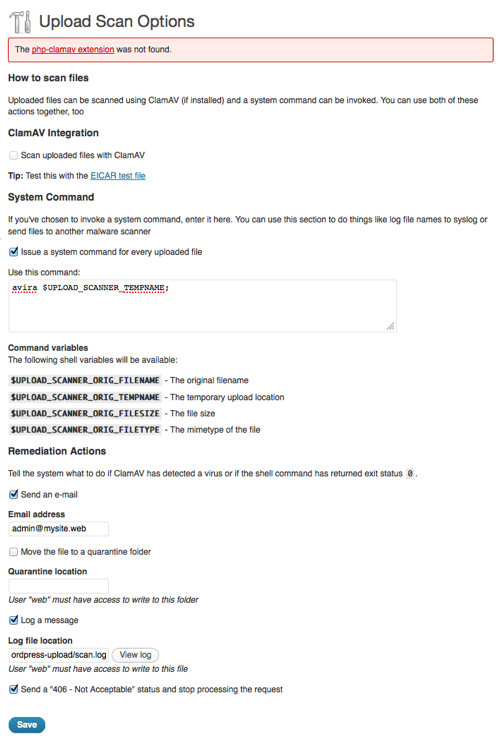 Upload Scan Options
The php-clamav extension was not found.
How to scan files
Uploaded files can be scanned using ClamAV (if installed) and a system command can be invoked. You can use both of these
actions together, too
ClamAV Integration
Scan uploaded files with ClamAV
Tip: Test this with the EICAR test file
System Command
If you've chosen to invoke a system command, enter it here. You can use this section to do things like log file names to syslog or
send files to another malware scanner
Issue a system command for every uploaded file
Use this command:
avira $UPLOAD_SCANNER_TEMPNAME;
Command variables
The following shell variables will be available:
$UPLOAD_SCANNER_ORIG_FILENAME - The original filename
$UPLOAD_SCANNER_ORIG_TEMPNAME - The temporary upload location
$UPLOAD_SCANNER_ORIG_FILESIZE - The file size
$UPLOAD_SCANNER_ORIG_FILETYPE - The mimetype of the file
Remediation Actions
Tell the system what to do if ClamAV has detected a virus or if the shell command has returned exit status 0 .
Send an e-mail
Email address
admin@mysite.web
Move the file to a quarantine folder
Quarantine location
User "web" must have access to write to this folder
Log a message
Log file location
ordpress-upload/scan.log View log
User "web" must have access to write to this file
Send a "406 - Not Acceptable" status and stop processing the request
Save